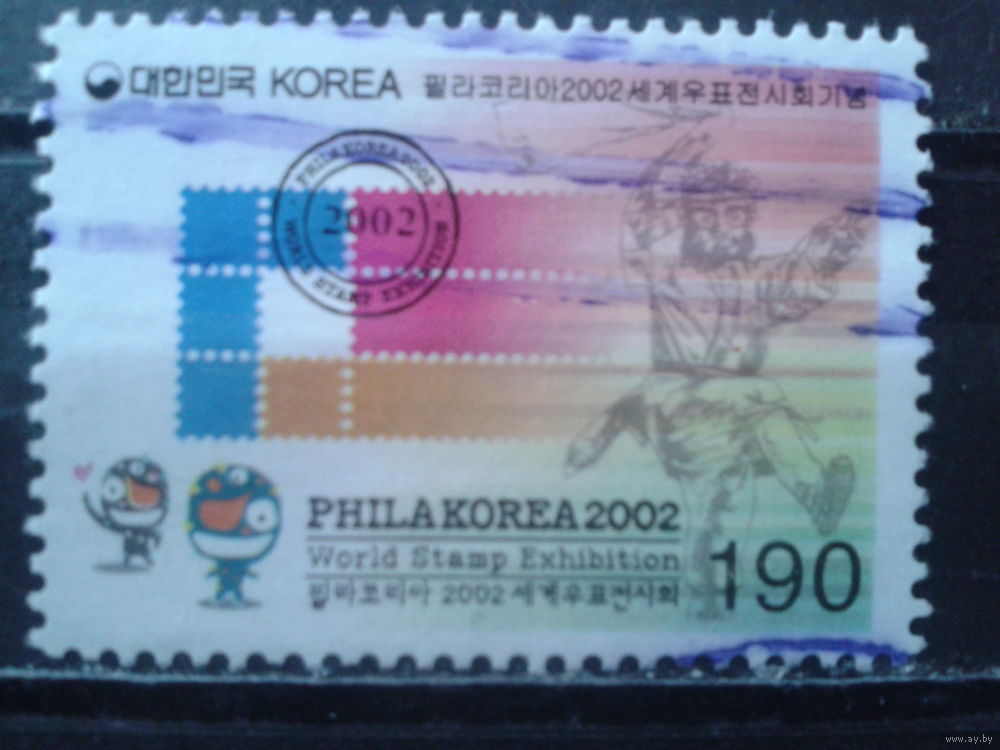 대한민국 KOREA 필라코리아2002세계우표전시회기념
PHILAKOREA2002
2002
WORLD STAMP EXHIBITION
PHILAKOREA2002
World Stamp Exhibition
필라코리아 2002 세계우표전시회
190
www.ay.by